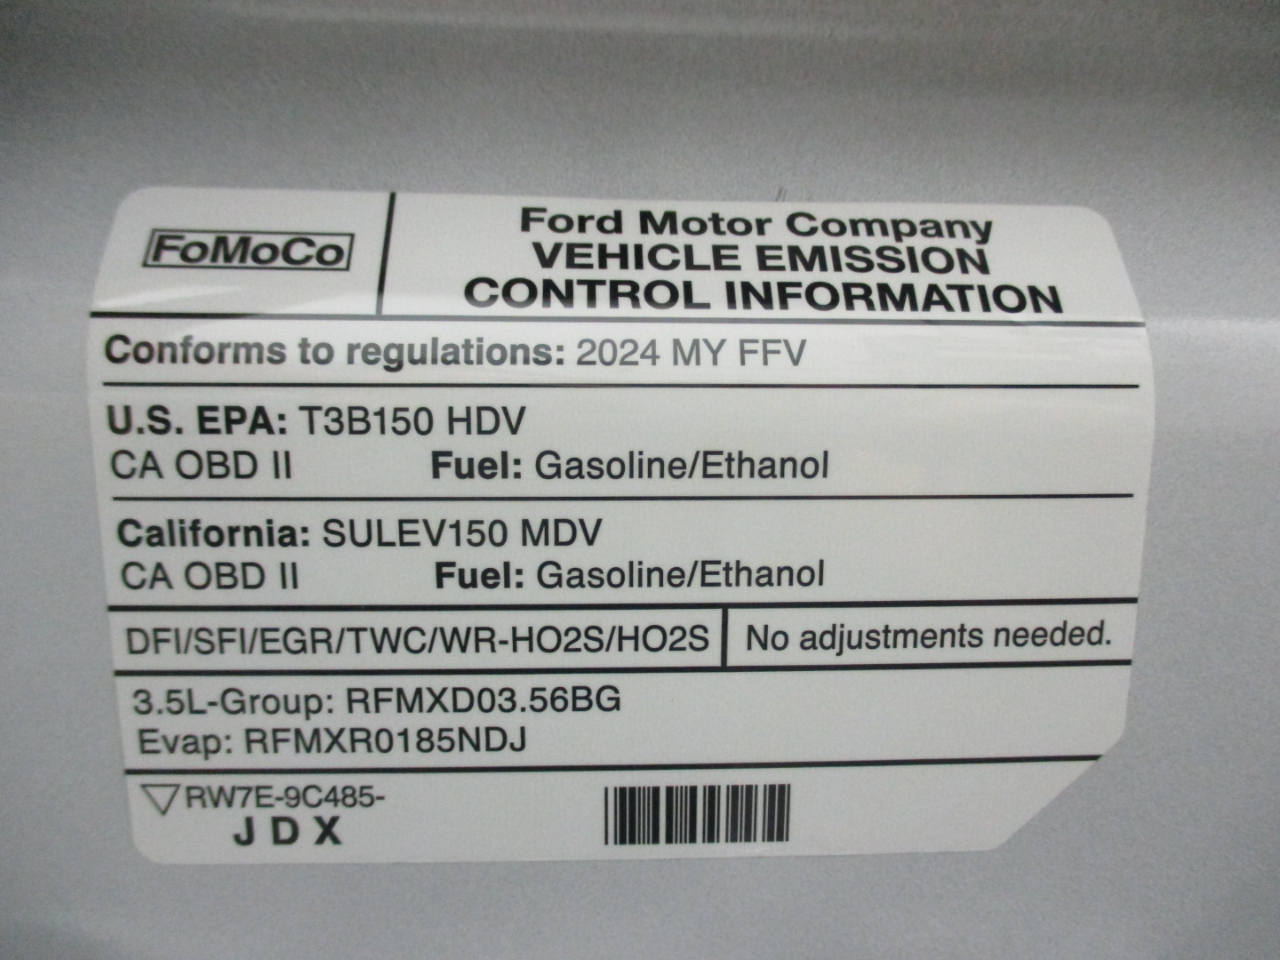 FoMoCo
Ford Motor Company
VEHICLE EMISSION
CONTROL INFORMATION
Conforms to regulations: 2024 MY FFV
U.S. EPA: T3B150 HDV
CA OBD II Fuel: Gasoline/Ethanol
California: SULEV150 MDV
CA OBD II Fuel: Gasoline/Ethanol
DFI/SFI/EGR/TWC/WR-HO2S/HO2S No adjustments needed.
3.5L-Group: RFMXD03.56BG
Evap: RFMXR0185NDJ
RW7E-9C485-
J D X